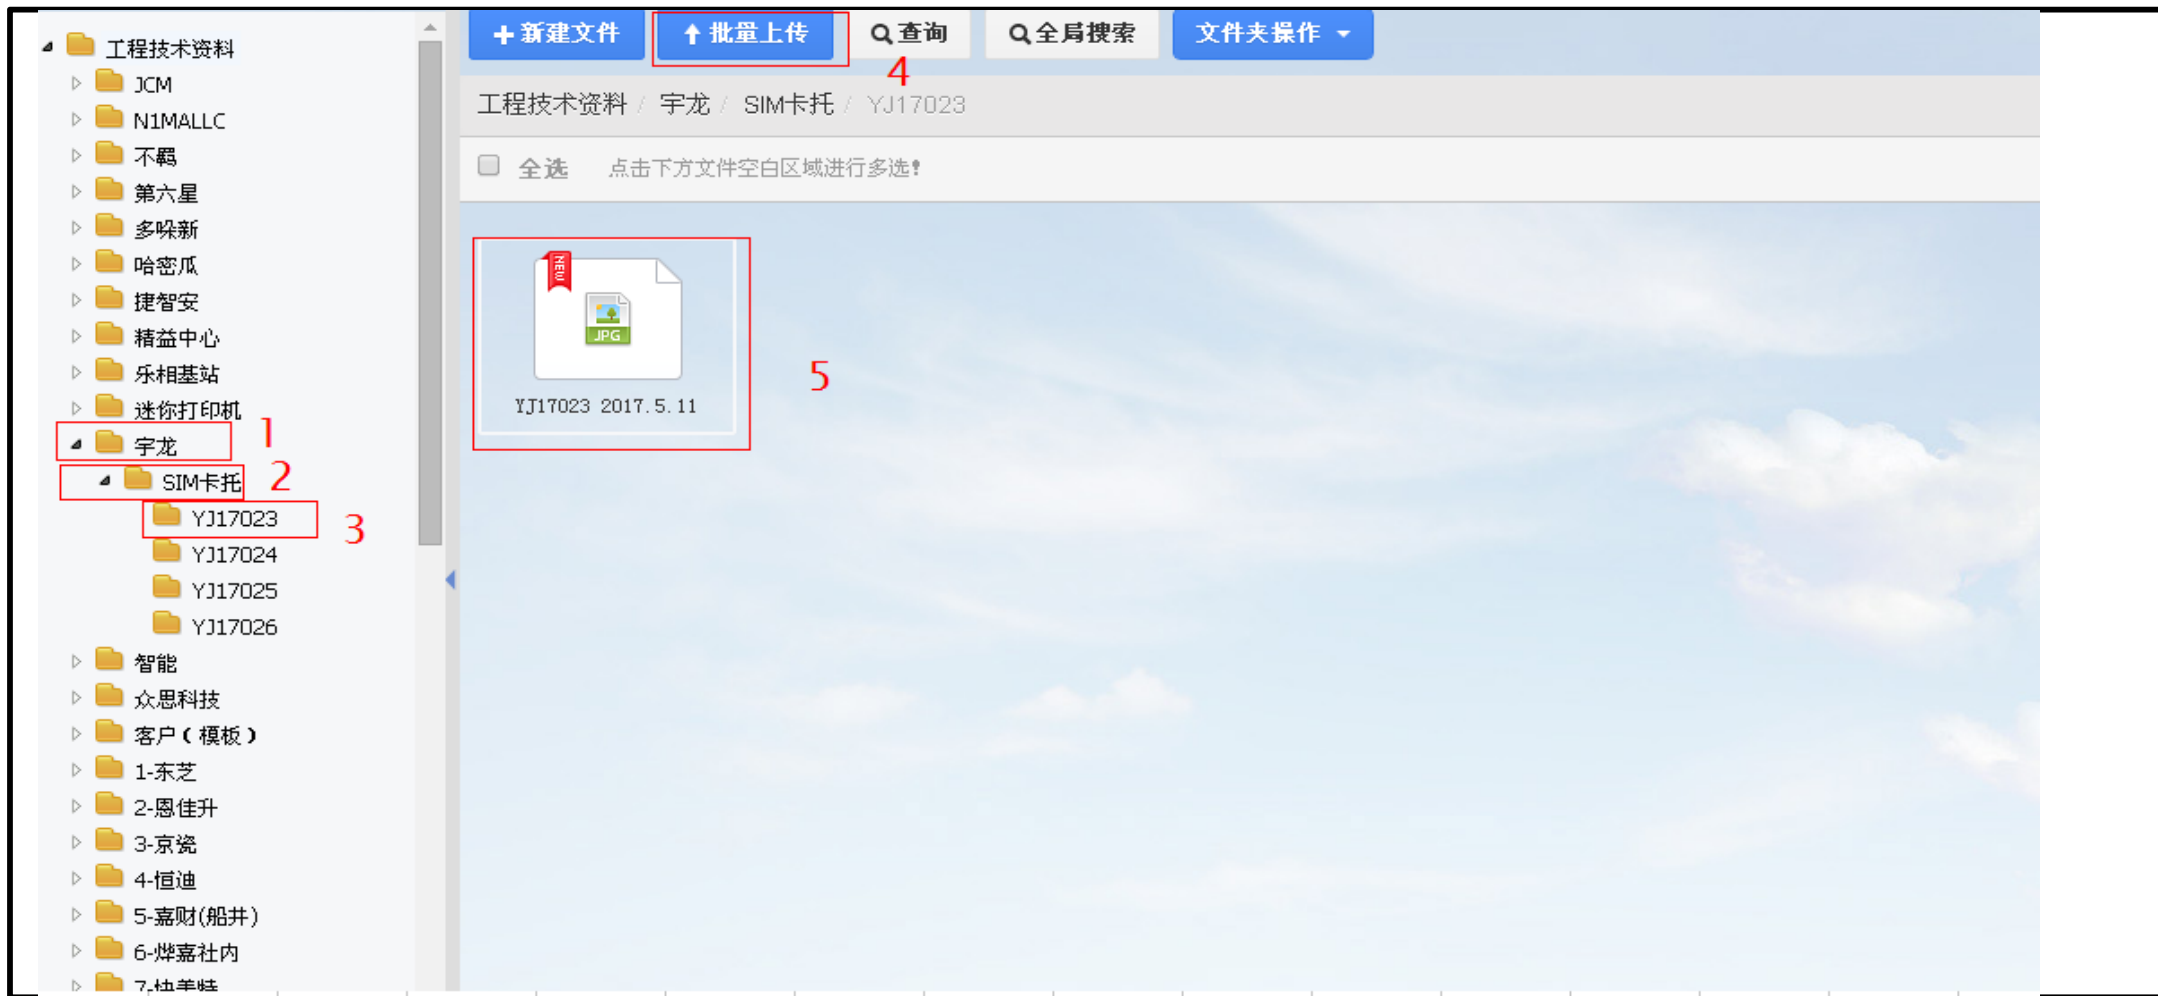 工程技术资料
JCM
N1MALLC
不羁
第六星
多哚新
哈密瓜
捷智安
精益中心
乐相基站
迷你打印机
宇龙 1
SIM卡托 2
YJ17023 3
YJ17024
YJ17025
YJ17026
智能
众思科技
客户(模板)
1-东芝
2-恩佳升
3-京瓷
4-恒迪
5-嘉财(船井)
6-烨嘉社内
7-快美特
+新建文件 批量上传 查询 全局搜索 文件夹操作
4
工程技术资料 / 宇龙 / SIM卡托 / YJ17023
全选 点击下方文件空白区域进行多选!
NEW
JPG
5
YJ17023 2017.5.11